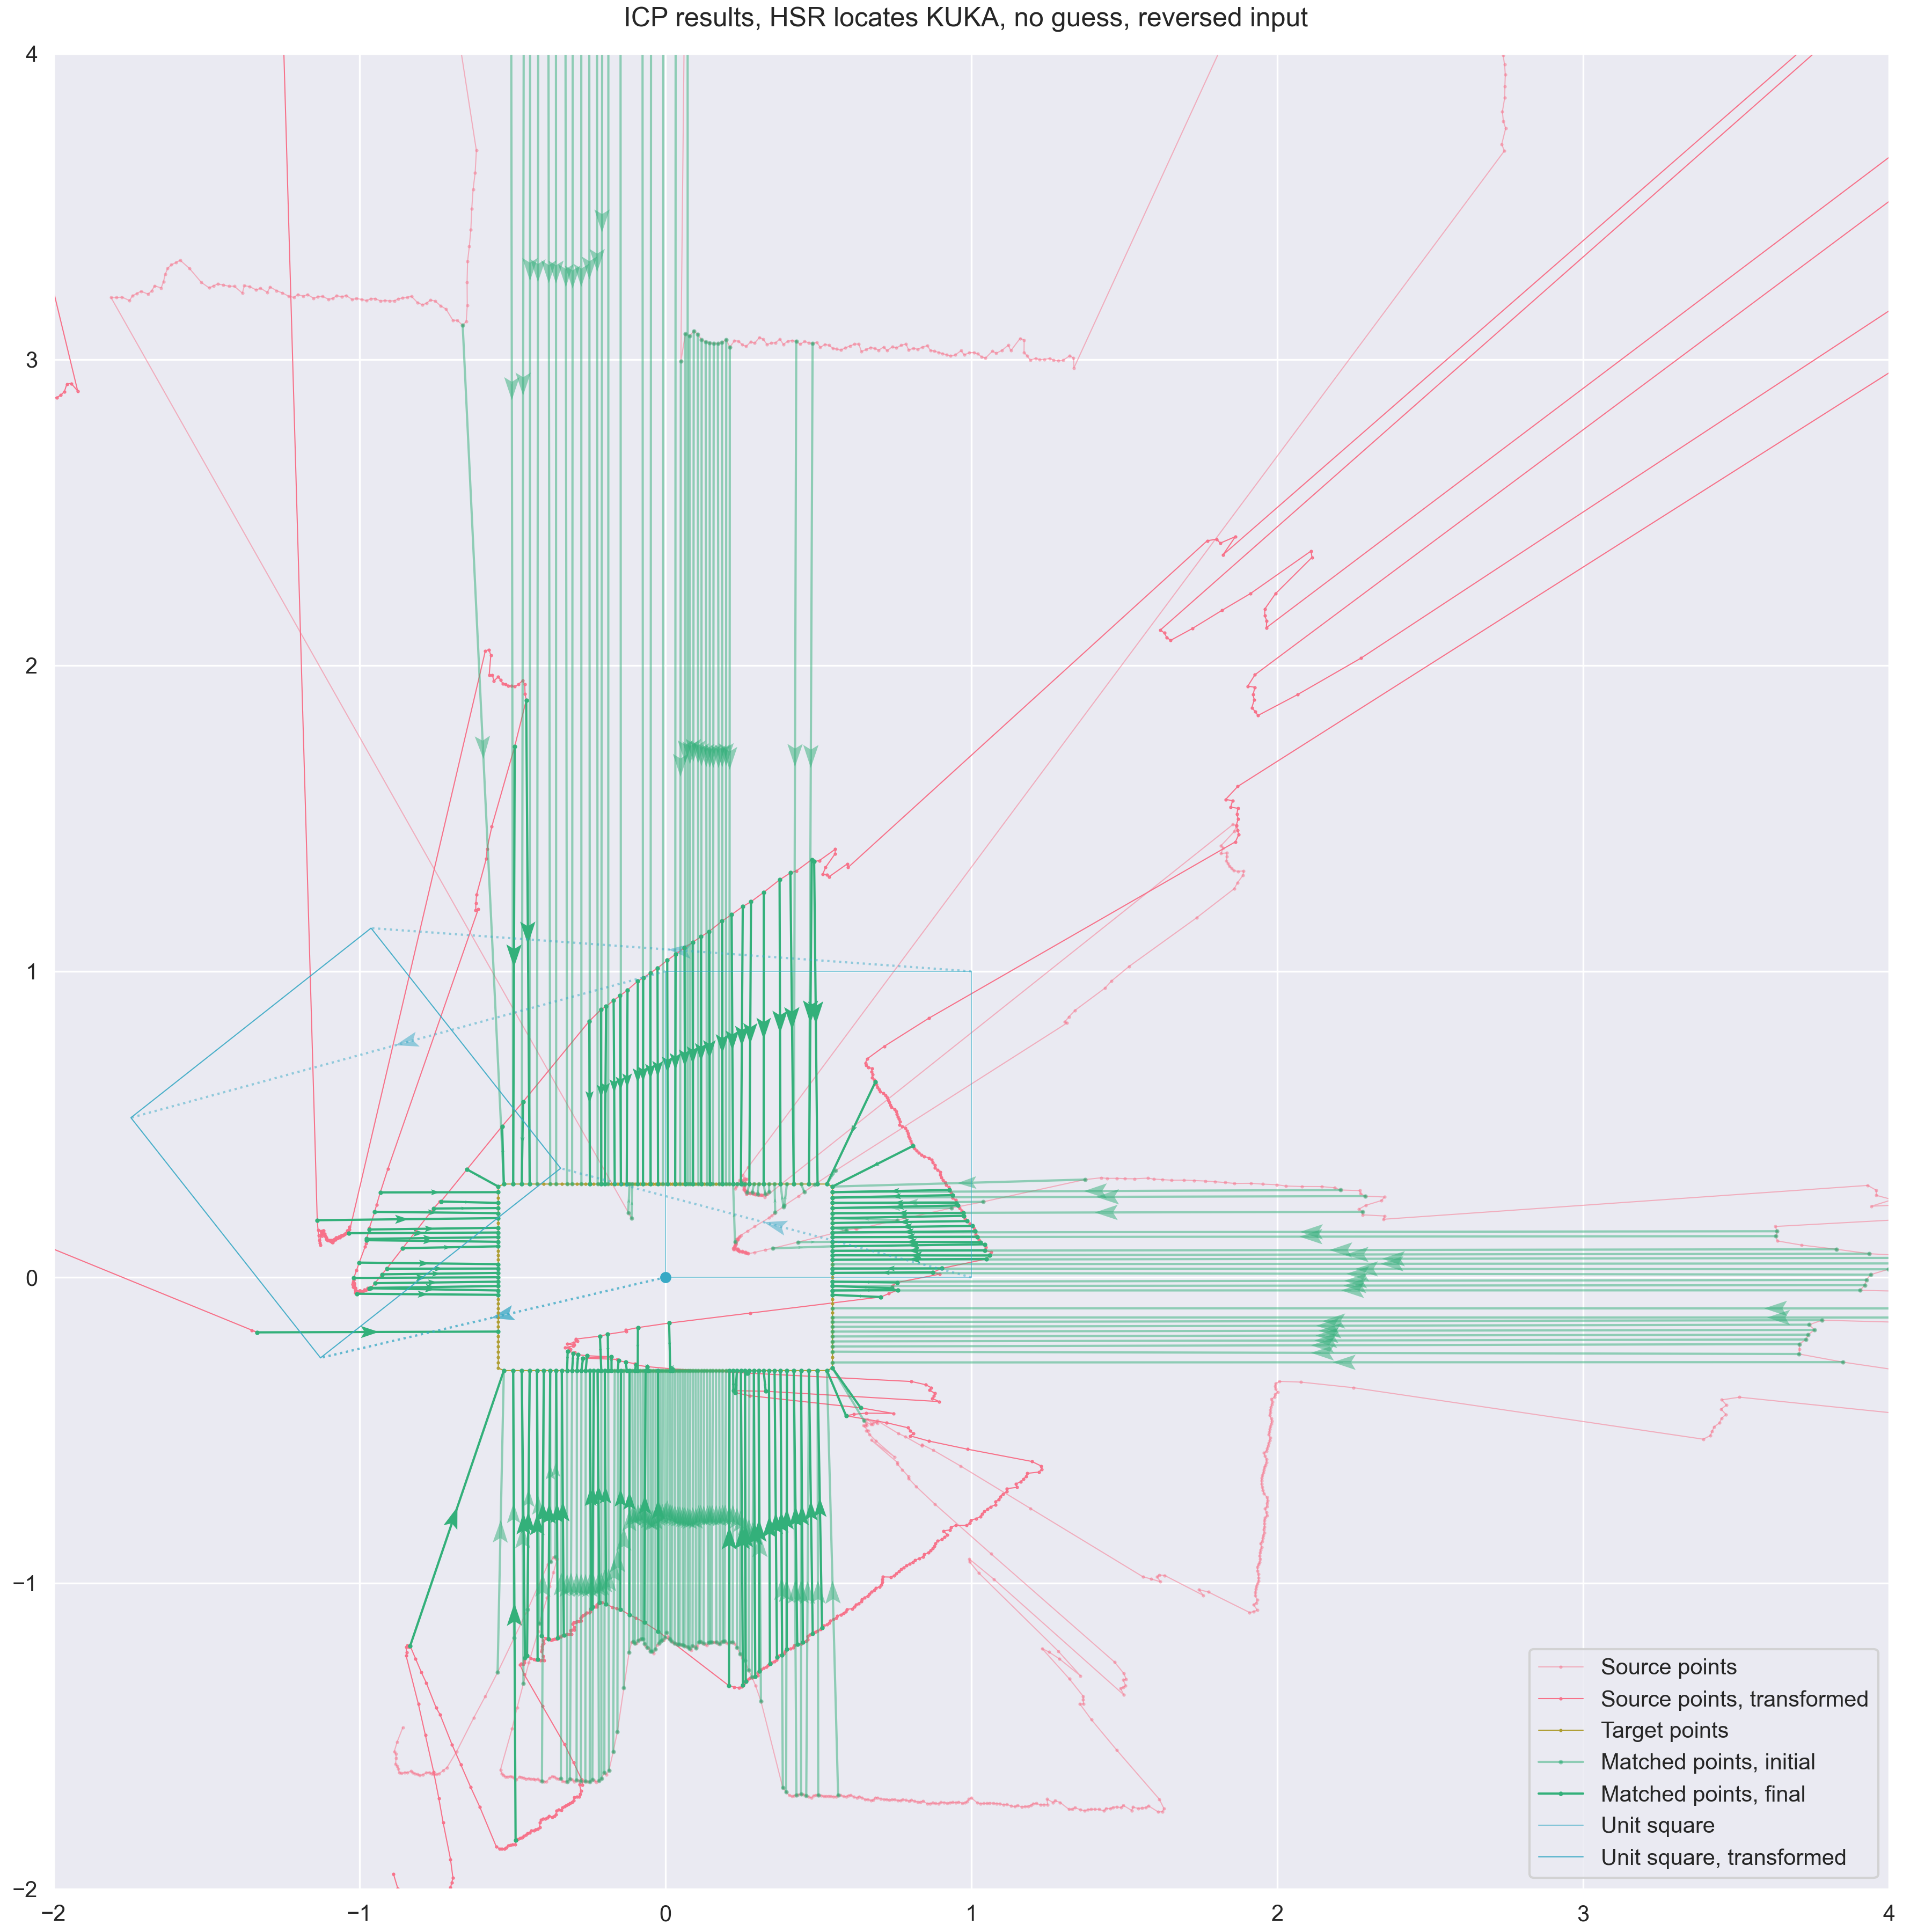 ICP results, HSR locates KUKA, no guess, reversed input
4
3
2
1
0
−1
−2
−2
−1
0
1
2
3
4
Source points
Source points, transformed
Target points
Matched points, initial
Matched points, final
Unit square
Unit square, transformed